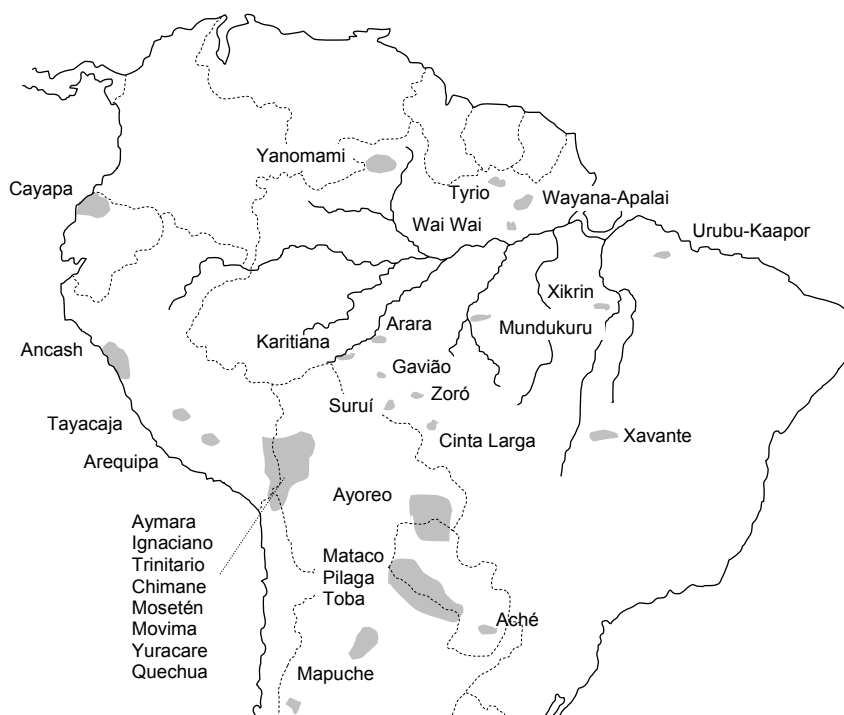 Yanomami
Cayapa
Tyrio
Wayana-Apalai
Wai Wai
Urubu-Kaapor
Xikrin
Arara
Mundukuru
Karitiana
Ancash
Gavião
Zoró
Suruí
Tayacaja
Cinta Larga
Xavante
Arequipa
Ayoreo
Aymara
Ignaciano
Trinitario
Chimane
Mosetén
Movima
Yuracare
Quechua
Mataco
Pilaga
Toba
Aché
Mapuche